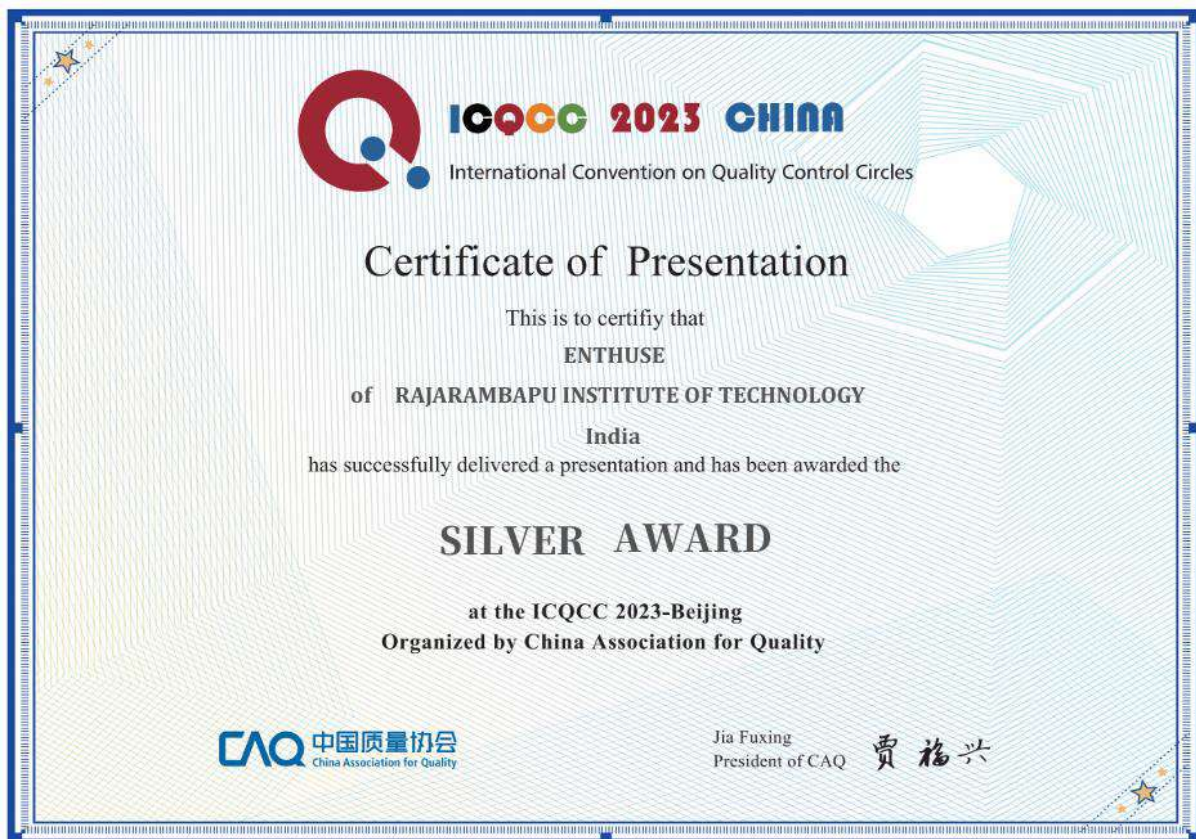 ICQCC 2023 CHINA
International Convention on Quality Control Circles
Certificate of Presentation
This is to certifiy that
ENTHUSE
of RAJARAMBAPU INSTITUTE OF TECHNOLOGY
India
has successfully delivered a presentation and has been awarded the
SILVER AWARD
at the ICQCC 2023-Beijing
Organized by China Association for Quality
CAQ 中国质量协会
China Association for Quality
Jia Fuxing
President of CAQ
贾福兴